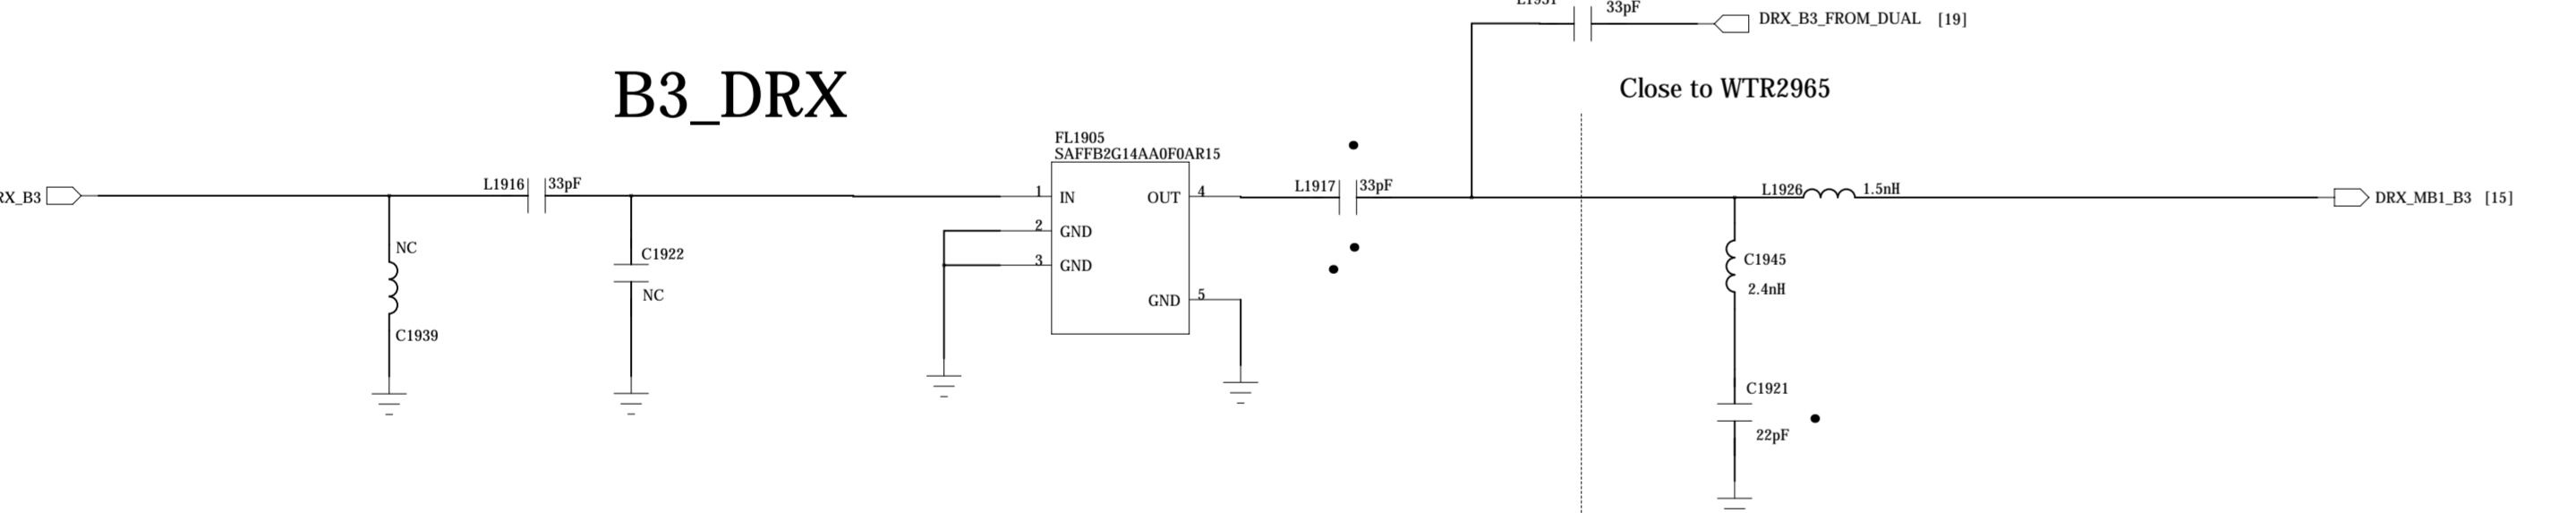 33pF
DRX_B3_FROM_DUAL [19]
B3_DRX
Close to WTR2965
FL1905
SAFFB2G14AA0F0AR15
L1916
33pF
1
IN
OUT
4
L1917
33pF
L1926
1.5nH
DRX_MB1_B3 [15]
2
GND
3
GND
GND
5
NC
C1939
C1922
NC
C1945
2.4nH
C1921
22pF